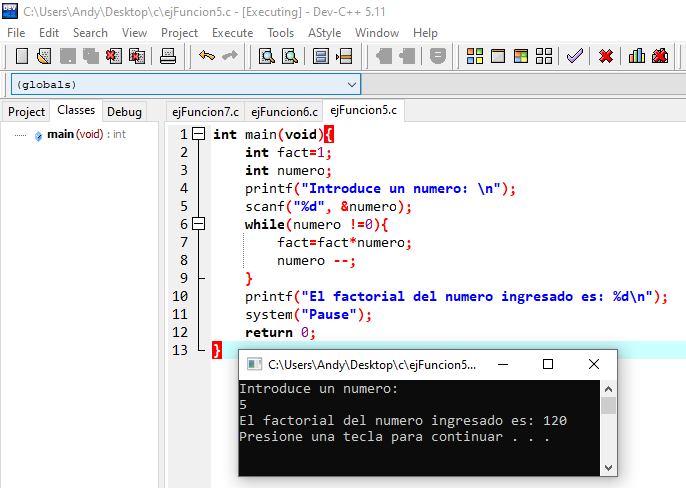 C:\Users\Andy\Desktop\c\ejFuncion5.c - [Executing] - Dev-C++ 5.11
File Edit Search View Project Execute Tools AStyle Window Help
(globals)
Project Classes Debug
ejFuncion7.c ejFuncion6.c ejFuncion5.c
main (void) : int
1 int main(void){
2 int fact=1;
3 int numero;
4 printf("Introduce un numero: \n");
5 scanf("%d", &numero);
6 while(numero !=0){
7 fact=fact*numero;
8 numero --;
9 }
10 printf("El factorial del numero ingresado es: %d\n");
11 system("Pause");
12 return 0;
13 }
C:\Users\Andy\Desktop\c\ejFuncion5...
Introduce un numero:
5
El factorial del numero ingresado es: 120
Presione una tecla para continuar . . .